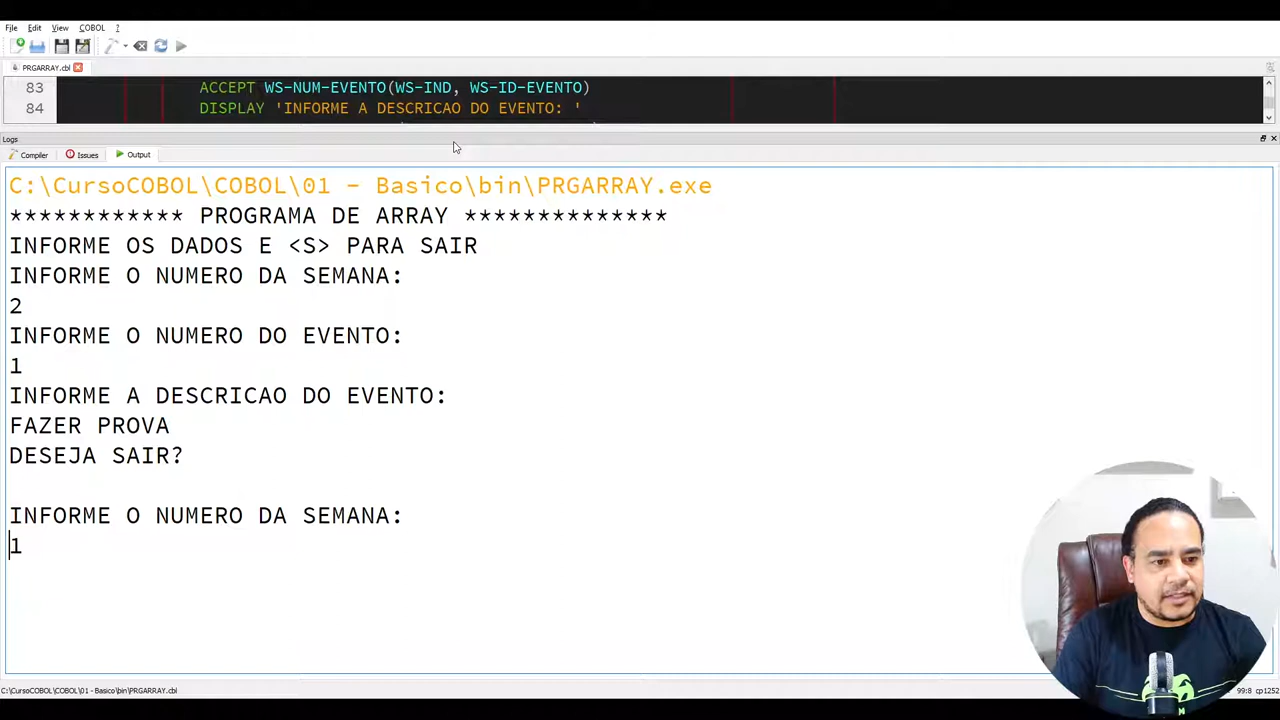 File Edit View COBOL ?
PRGARRAY.cbl
83 ACCEPT WS-NUM-EVENTO(WS-IND, WS-ID-EVENTO)
84 DISPLAY 'INFORME A DESCRICAO DO EVENTO: '
Logs
Compiler Issues Output
C:\CursoCOBOL\COBOL\01 - Basico\bin\PRGARRAY.exe
************ PROGRAMA DE ARRAY **************
INFORME OS DADOS E <S> PARA SAIR
INFORME O NUMERO DA SEMANA:
2
INFORME O NUMERO DO EVENTO:
1
INFORME A DESCRICAO DO EVENTO:
FAZER PROVA
DESEJA SAIR?
INFORME O NUMERO DA SEMANA:
1
C:\CursoCOBOL\COBOL\01 - Basico\bin\PRGARRAY.cbl
99:8 cp1252